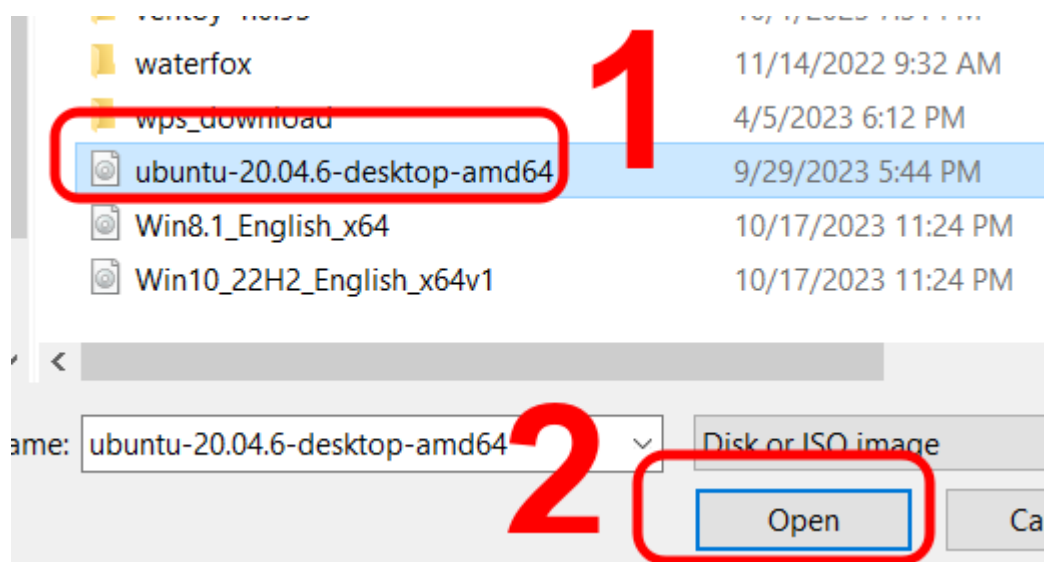 waterfox 11/14/2022 9:32 AM
1
wps_download 4/5/2023 6:12 PM
ubuntu-20.04.6-desktop-amd64 9/29/2023 5:44 PM
Win8.1_English_x64 10/17/2023 11:24 PM
Win10_22H2_English_x64v1 10/17/2023 11:24 PM
ame: ubuntu-20.04.6-desktop-amd64 Disk or ISO image
2
Open Ca